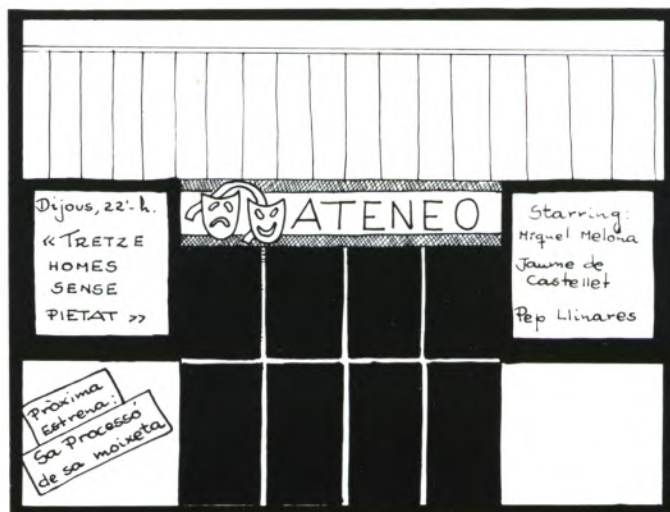 Dijous, 22'-h.
«TRETZE
HOMES
SENSE
PIETAT »
ATENEO
Starring:
Miquel Melona
Jaume de
Castellet
Pep Llinares
Pròxima
Estrena:
Sa Processó
de sa moixeta